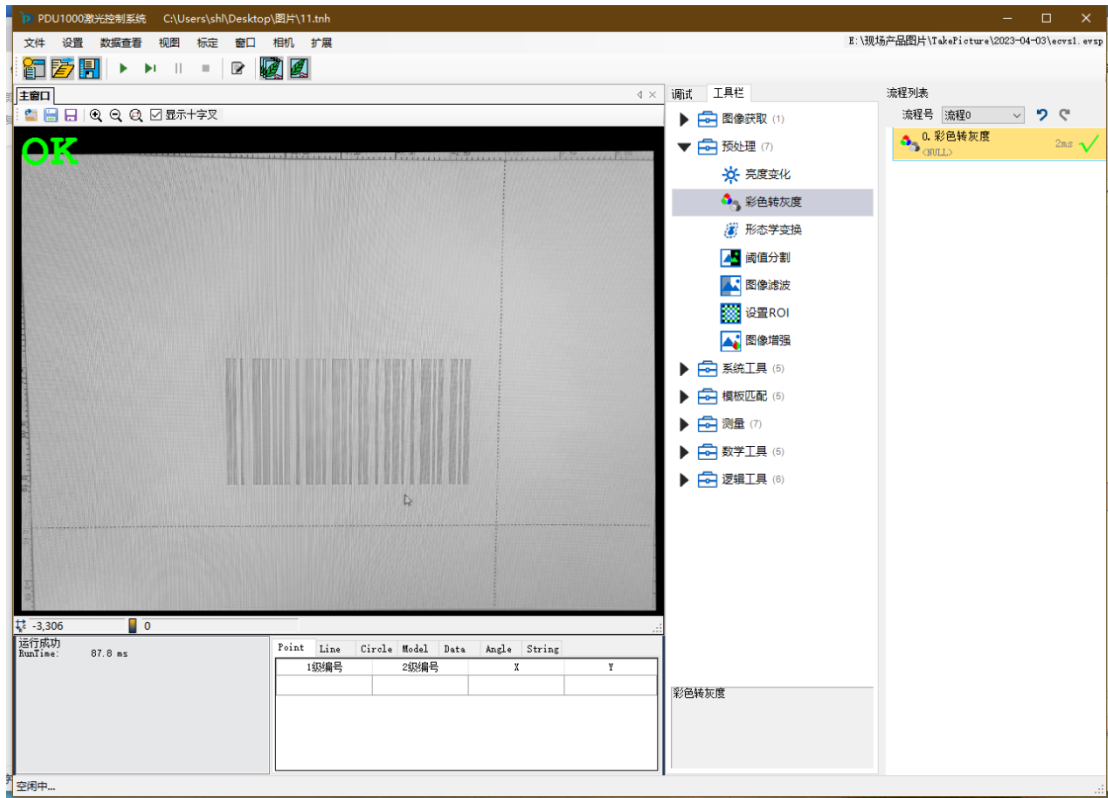 PDU1000激光控制系统 C:\Users\shl\Desktop\图片\11.tnh
文件 设置 数据查看 视图 标定 窗口 相机 扩展
E:\现场产品图片\TakePicture\2023-04-03\ecvs1.evsp
主窗口
显示十字叉
OK
-3,306 0
运行成功
RunTime: 87.8 ms
Point Line Circle Model Data Angle String
1级编号 2级编号 X Y
空闲中...
调试 工具栏
图像获取 (1)
预处理 (7)
亮度变化
彩色转灰度
形态学变换
阈值分割
图像滤波
设置ROI
图像增强
系统工具 (5)
模板匹配 (5)
测量 (7)
数学工具 (5)
逻辑工具 (6)
彩色转灰度
流程列表
流程号 流程0
0. 彩色转灰度
<NULL>
2ms